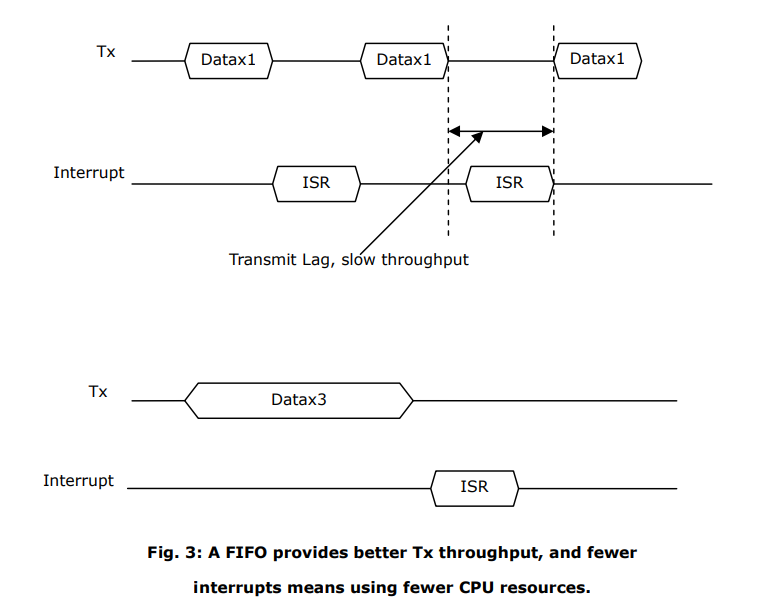 Tx
Datax1
Datax1
Datax1
Interrupt
ISR
ISR
Transmit Lag, slow throughput
Tx
Datax3
Interrupt
ISR
Fig. 3: A FIFO provides better Tx throughput, and fewer
interrupts means using fewer CPU resources.